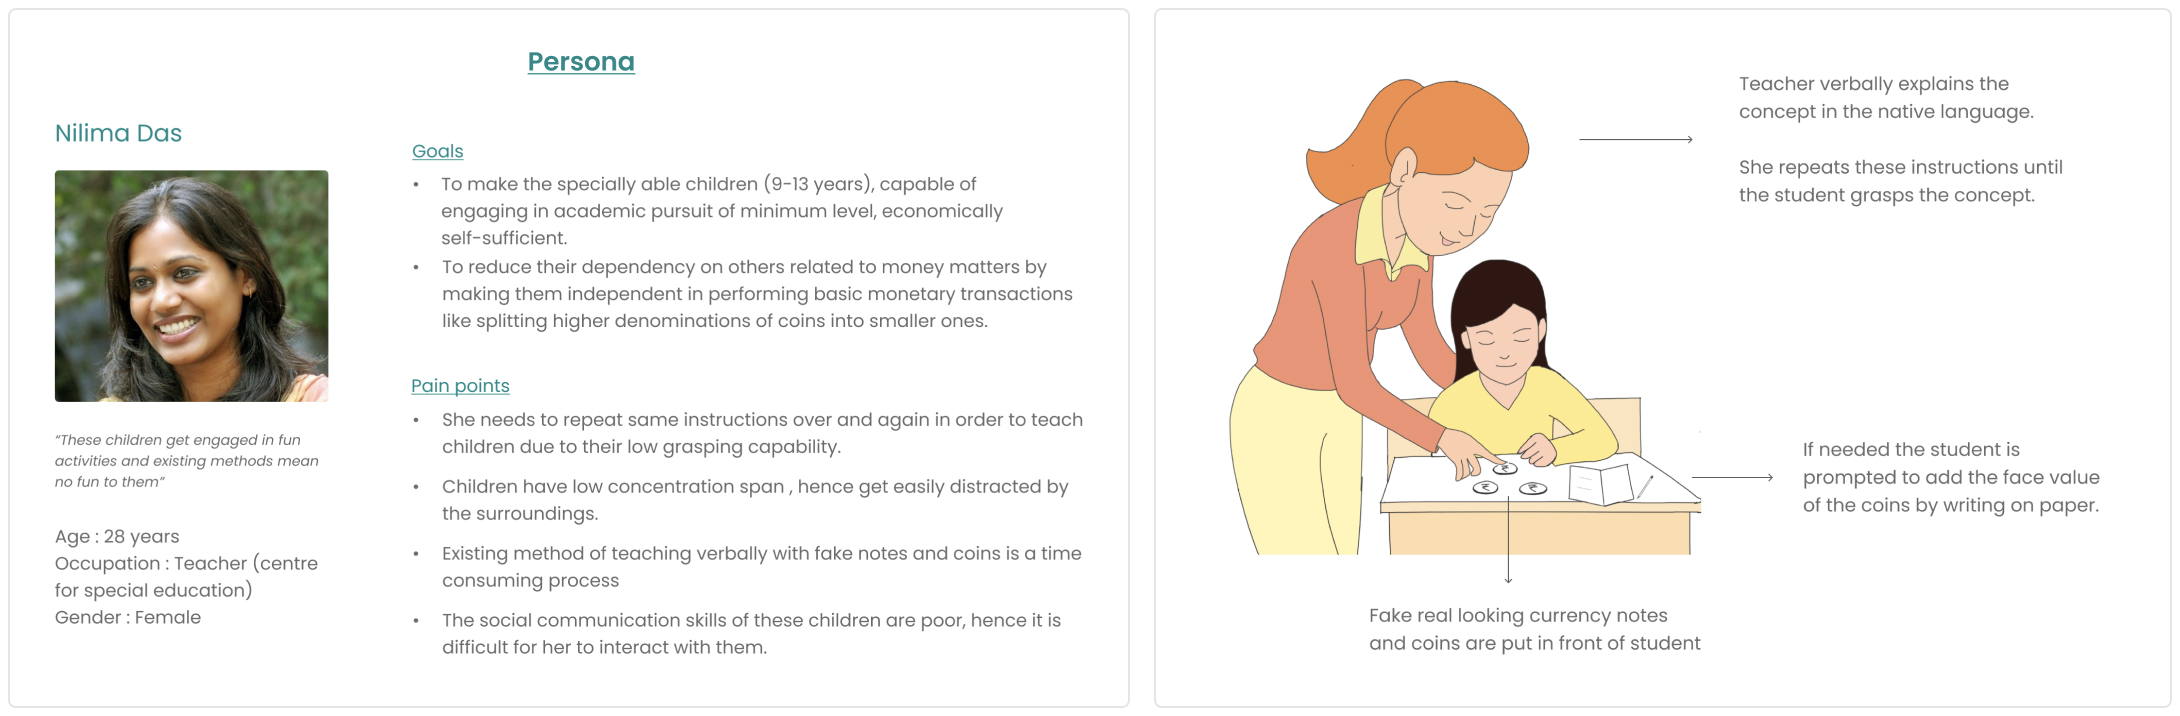 Persona
Nilima Das
“These children get engaged in fun
activities and existing methods mean
no fun to them”
Age : 28 years
Occupation : Teacher (centre
for special education)
Gender : Female
Goals
• To make the specially able children (9-13 years), capable of
engaging in academic pursuit of minimum level, economically
self-sufficient.
• To reduce their dependency on others related to money matters by
making them independent in performing basic monetary transactions
like splitting higher denominations of coins into smaller ones.
Pain points
• She needs to repeat same instructions over and again in order to teach
children due to their low grasping capability.
• Children have low concentration span , hence get easily distracted by
the surroundings.
• Existing method of teaching verbally with fake notes and coins is a time
consuming process
• The social communication skills of these children are poor, hence it is
difficult for her to interact with them.
Teacher verbally explains the
concept in the native language.
She repeats these instructions until
the student grasps the concept.
₹
₹
₹
If needed the student is
prompted to add the face value
of the coins by writing on paper.
Fake real looking currency notes
and coins are put in front of student